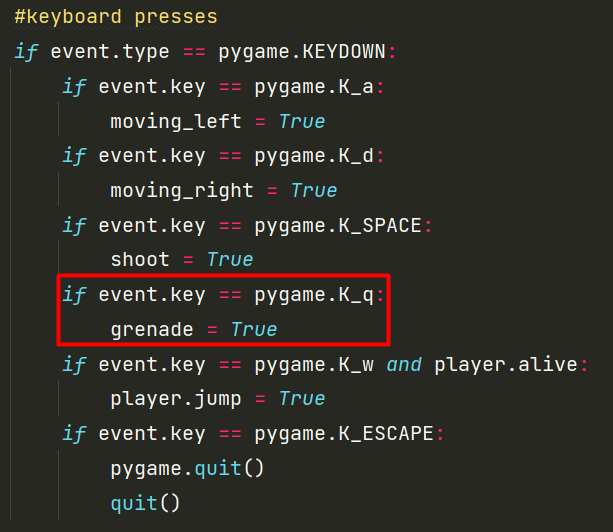 #keyboard presses
if event.type == pygame.KEYDOWN:
    if event.key == pygame.K_a:
        moving_left = True
    if event.key == pygame.K_d:
        moving_right = True
    if event.key == pygame.K_SPACE:
        shoot = True
    if event.key == pygame.K_q:
        grenade = True
    if event.key == pygame.K_w and player.alive:
        player.jump = True
    if event.key == pygame.K_ESCAPE:
        pygame.quit()
        quit()